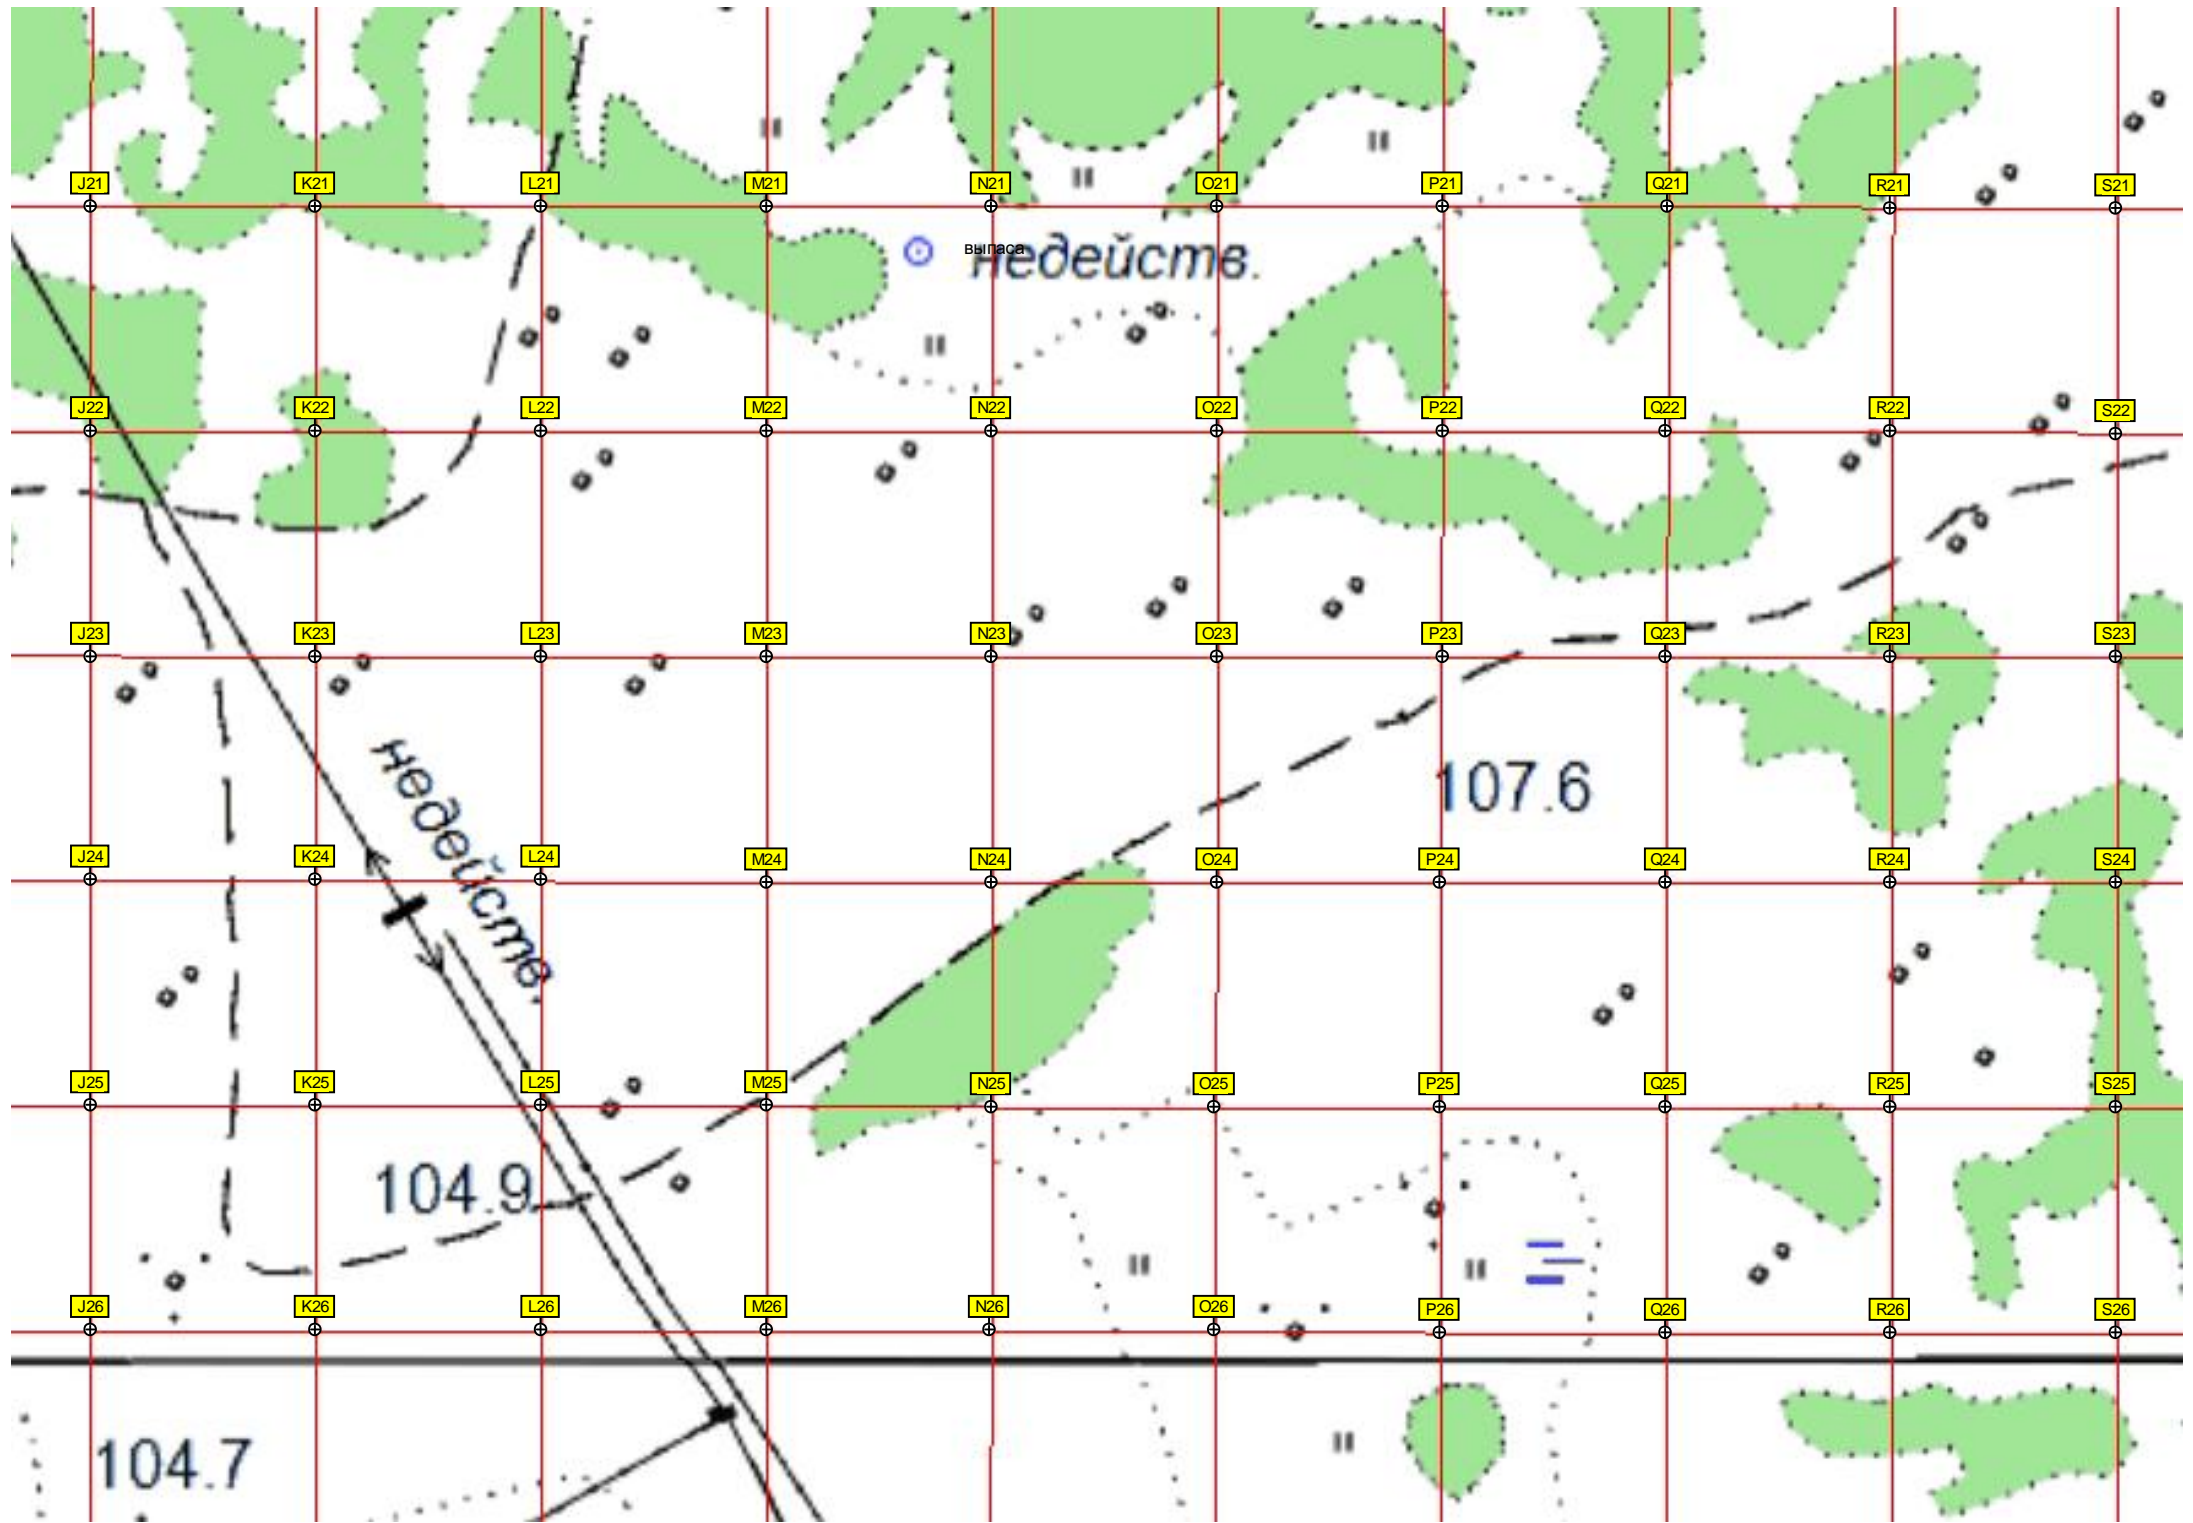 J21 K21 L21 M21 N21 O21 P21 Q21 R21 S21
выпаса
недейств.
J22 K22 L22 M22 N22 O22 P22 Q22 R22 S22
J23 K23 L23 M23 N23 O23 P23 Q23 R23 S23
недейств.
107.6
J24 K24 L24 M24 N24 O24 P24 Q24 R24 S24
J25 K25 L25 M25 N25 O25 P25 Q25 R25 S25
104.9
J26 K26 L26 M26 N26 O26 P26 Q26 R26 S26
104.7